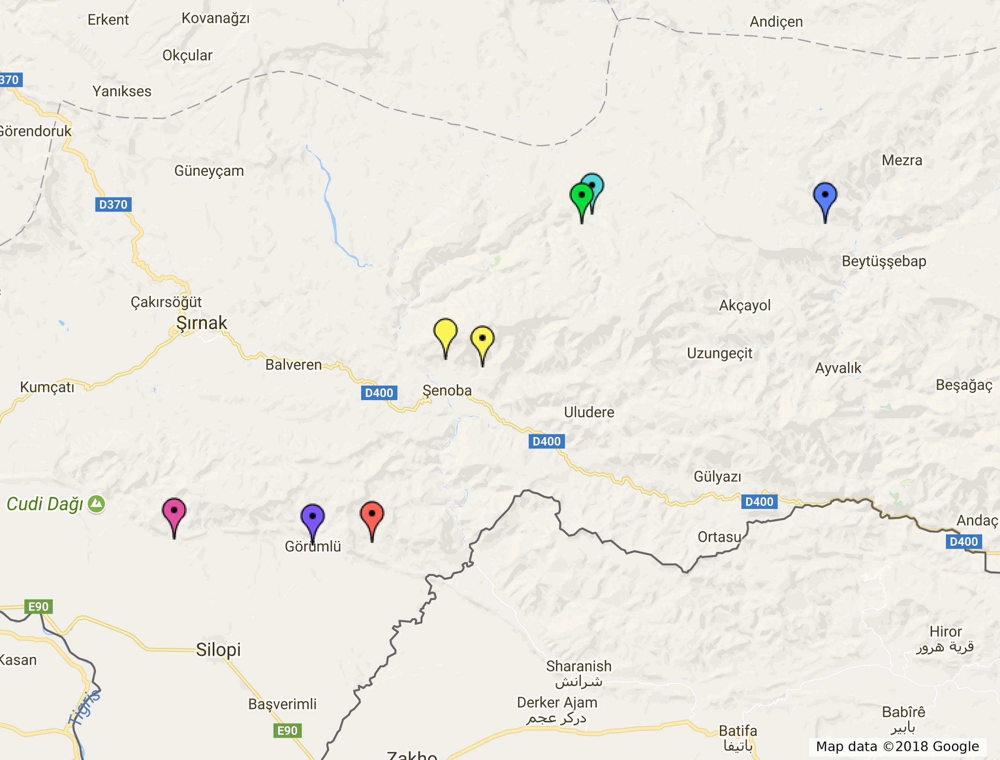 Erkent
Kovanağzı
Andiçen
Okçular
370
Yanıkses
Görendoruk
Mezra
Güneyçam
D370
Beytüşşebap
Çakırsöğüt
Akçayol
Şırnak
Uzungeçit
Balveren
Ayvalık
Kumçatı
Beşağaç
D400
Şenoba
Uludere
D400
Gülyazı
Cudi Dağı
D400
Andaç
Ortasu
D400
Görümlü
E90
Hiror
قرية هرور
Silopi
Kasan
Sharanish
شرانش
Başverimli
Derker Ajam
دركر عجم
Tigris
Babîrê
بابير
E90
Batifa
باتيفا
Zakho
Map data ©2018 Google